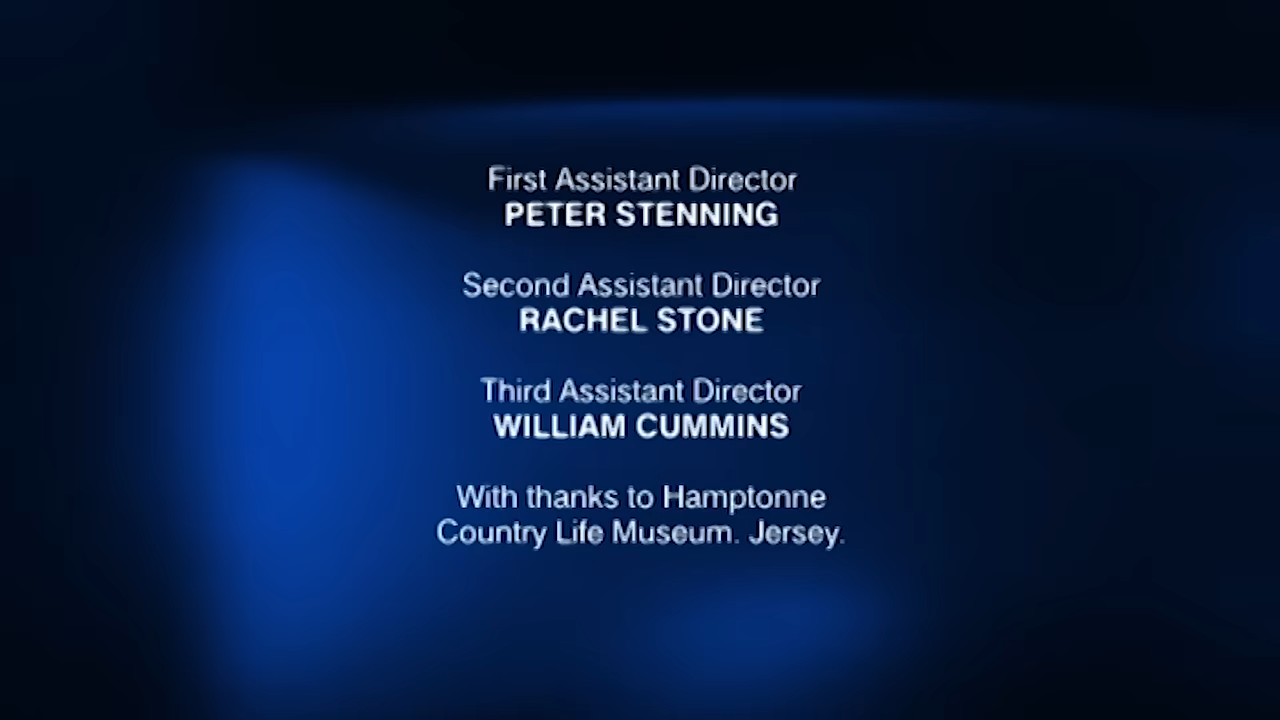 First Assistant Director
PETER STENNING
Second Assistant Director
RACHEL STONE
Third Assistant Director
WILLIAM CUMMINS
With thanks to Hamptonne
Country Life Museum. Jersey.